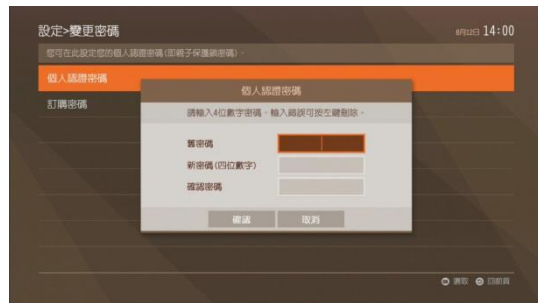 設定>變更密碼
8月12日 14:00
您可在此設定您的個人認證密碼(即親子保護鎖密碼)。
個人認證密碼
訂購密碼
個人認證密碼
請輸入4位數字密碼，輸入錯誤可按左鍵刪除。
舊密碼
新密碼(四位數字)
確認密碼
確認 取消
選取 回前頁